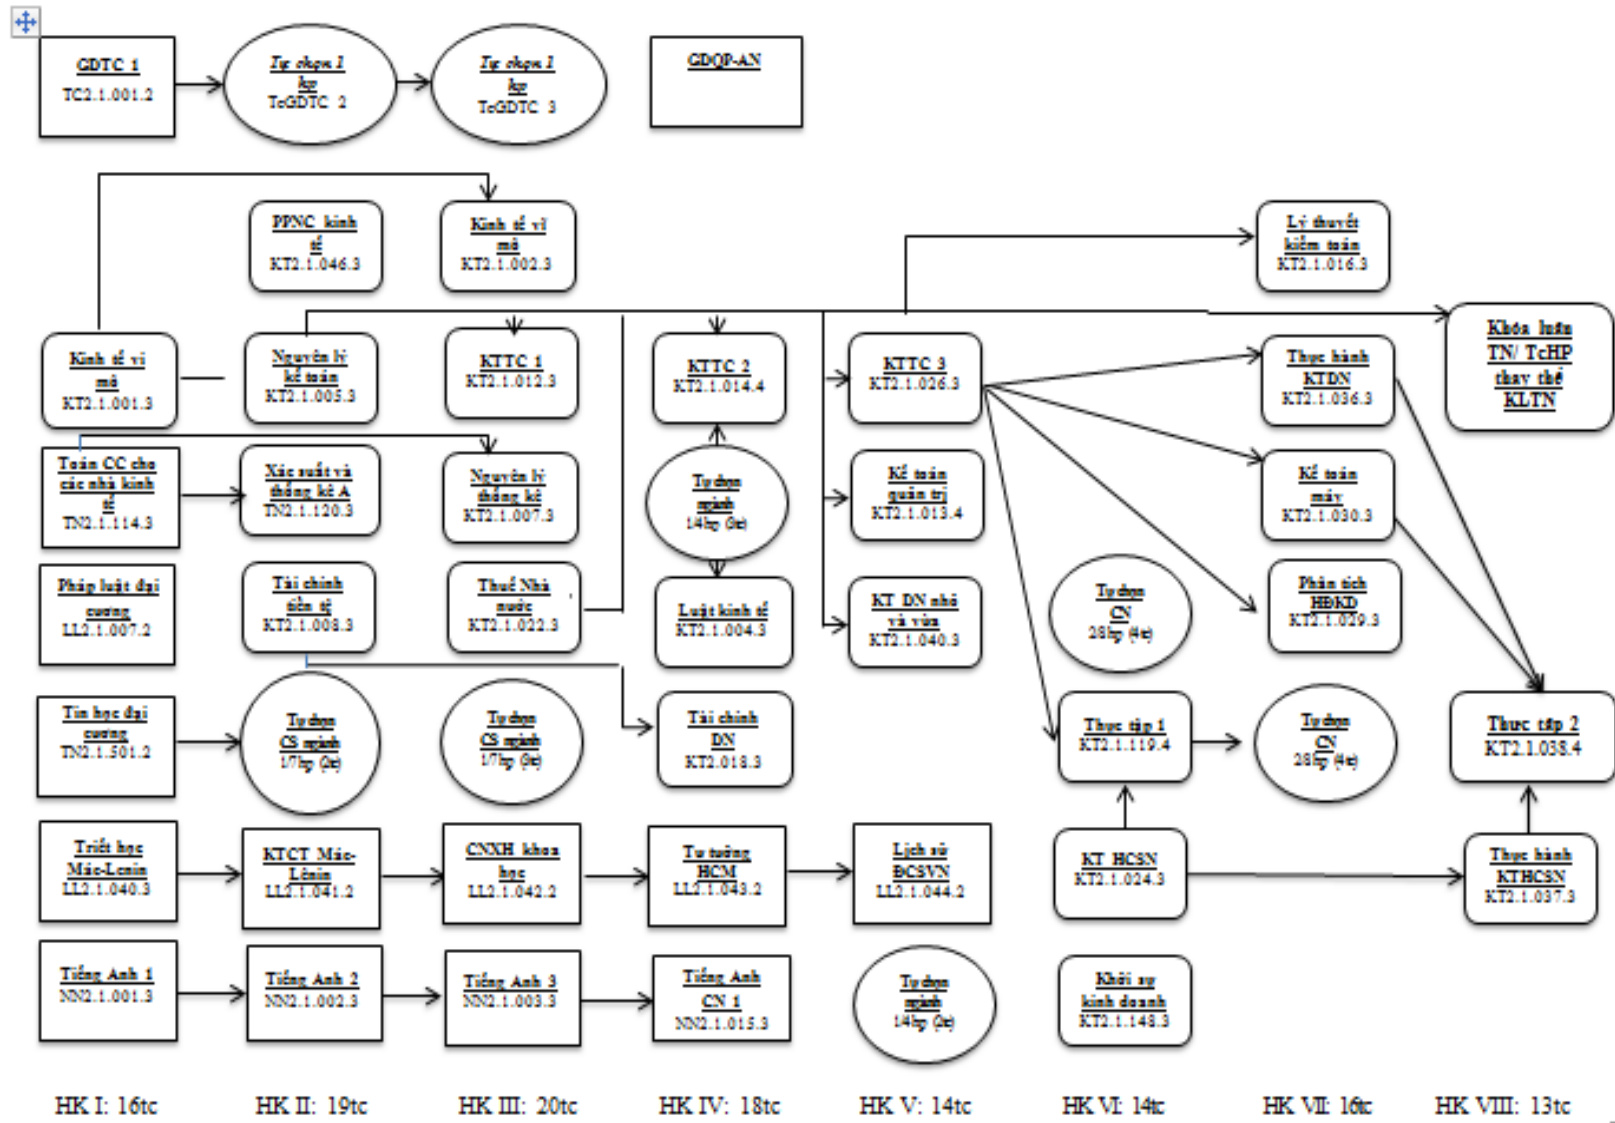 GDTC 1
TC2.1.001.2
Tự chọn 1
hp
TcGDTC 2
Tự chọn 1
hp
TcGDTC 3
GDQP-AN
PPNC kinh
tế
KT2.1.046.3
Kinh tế vĩ
mô
KT2.1.002.3
Lý thuyết
kiểm toán
KT2.1.016.3
Kinh tế vi
mô
KT2.1.001.3
Nguyên lý
kế toán
KT2.1.005.3
KTTC 1
KT2.1.012.3
KTTC 2
KT2.1.014.4
KTTC 3
KT2.1.026.3
Thực hành
KTDN
KT2.1.036.3
Khóa luận
TN/ TcHP
thay thế
KLTN
Toán CC cho
các nhà kinh
tế
TN2.1.114.3
Xác suất và
thống kê A
TN2.1.120.3
Nguyên lý
thống kê
KT2.1.007.3
Tự chọn
ngành
1/4hp (3tc)
Kế toán
quản trị
KT2.1.013.4
Kế toán
máy
KT2.1.030.3
Pháp luật đại
cương
LL2.1.007.2
Tài chính
tiền tệ
KT2.1.008.3
Thuế Nhà
nước
KT2.1.022.3
Luật kinh tế
KT2.1.004.3
KT DN nhỏ
và vừa
KT2.1.040.3
Tự chọn
CN
28hp (4tc)
Phân tích
HĐKD
KT2.1.029.3
Tin học đại
cương
TN2.1.501.2
Tự chọn
CS ngành
1/7hp (2tc)
Tự chọn
CS ngành
1/7hp (3tc)
Tài chính
DN
KT2.018.3
Thực tập 1
KT2.1.119.4
Tự chọn
CN
28hp (4tc)
Thực tập 2
KT2.1.038.4
Triết học
Mác-Lenin
LL2.1.040.3
KTCT Mác-
Lênin
LL2.1.041.2
CNXH khoa
học
LL2.1.042.2
Tư tưởng
HCM
LL2.1.043.2
Lịch sử
ĐCSVN
LL2.1.044.2
KT HCSN
KT2.1.024.3
Thực hành
KTHCSN
KT2.1.037.3
Tiếng Anh 1
NN2.1.001.3
Tiếng Anh 2
NN2.1.002.3
Tiếng Anh 3
NN2.1.003.3
Tiếng Anh
CN 1
NN2.1.015.3
Tự chọn
ngành
1/4hp (2tc)
Khởi sự
kinh doanh
KT2.1.148.3
HK I: 16tc
HK II: 19tc
HK III: 20tc
HK IV: 18tc
HK V: 14tc
HK VI: 14tc
HK VII: 16tc
HK VIII: 13tc